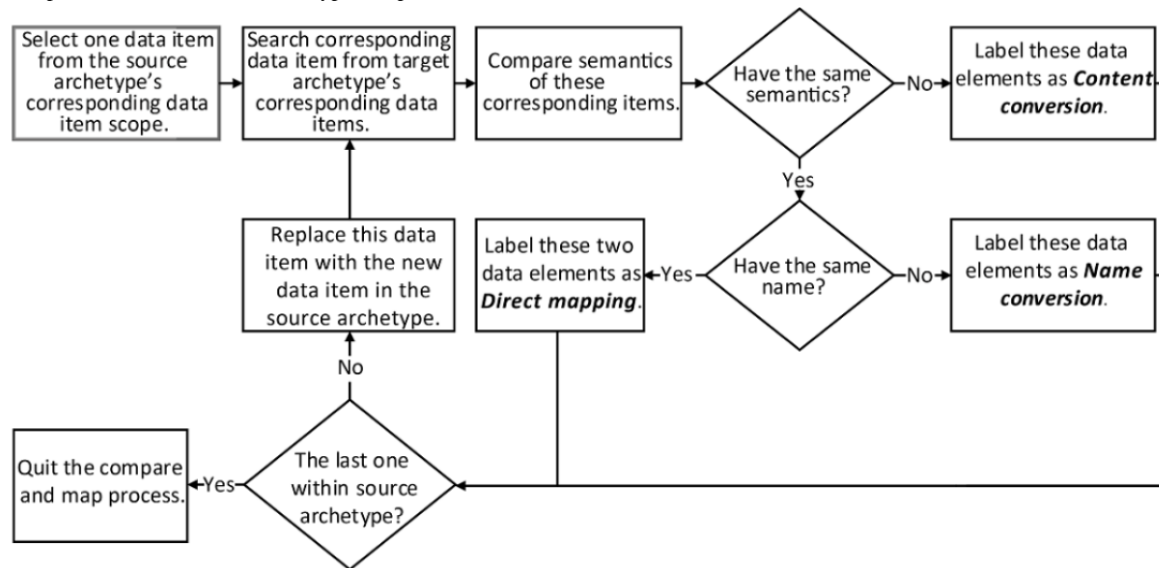 Select one data item
from the source
archetype's
corresponding data
item scope.
Search corresponding
data item from target
archetype's
corresponding data
items.
Compare semantics
of these
corresponding items.
Have the same
semantics?
No
Label these data
elements as Content
conversion.
Yes
Replace this data
item with the new
data item in the
source archetype.
Label these two
data elements as
Direct mapping.
Yes
Have the same
name?
No
Label these data
elements as Name
conversion.
No
Quit the compare
and map process.
Yes
The last one
within source
archetype?